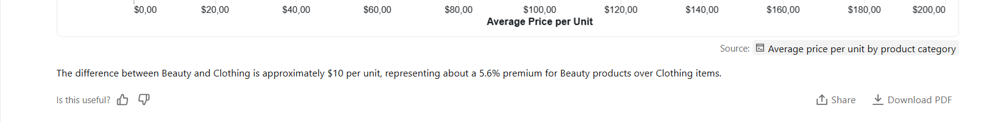 $0,00 $20,00 $40,00 $60,00 $80,00 $100,00 $120,00 $140,00 $160,00 $180,00 $200,00
Average Price per Unit
Source: Average price per unit by product category
The difference between Beauty and Clothing is approximately $10 per unit, representing about a 5.6% premium for Beauty products over Clothing items.
Is this useful? Share Download PDF